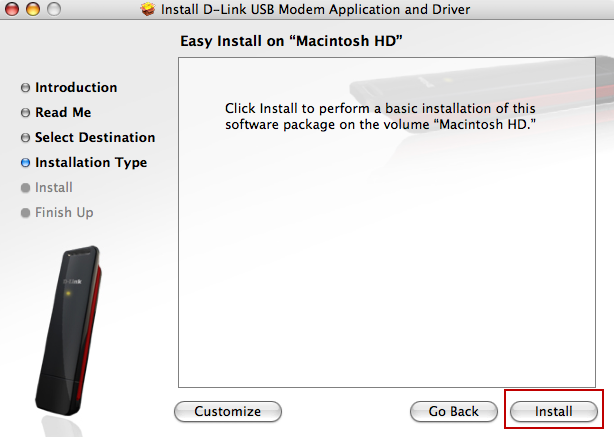 Install D-Link USB Modem Application and Driver
Easy Install on “Macintosh HD”
Introduction
Read Me
Select Destination
Installation Type
Install
Finish Up
Click Install to perform a basic installation of this
software package on the volume “Macintosh HD.”
D-Link
Customize
Go Back
Install